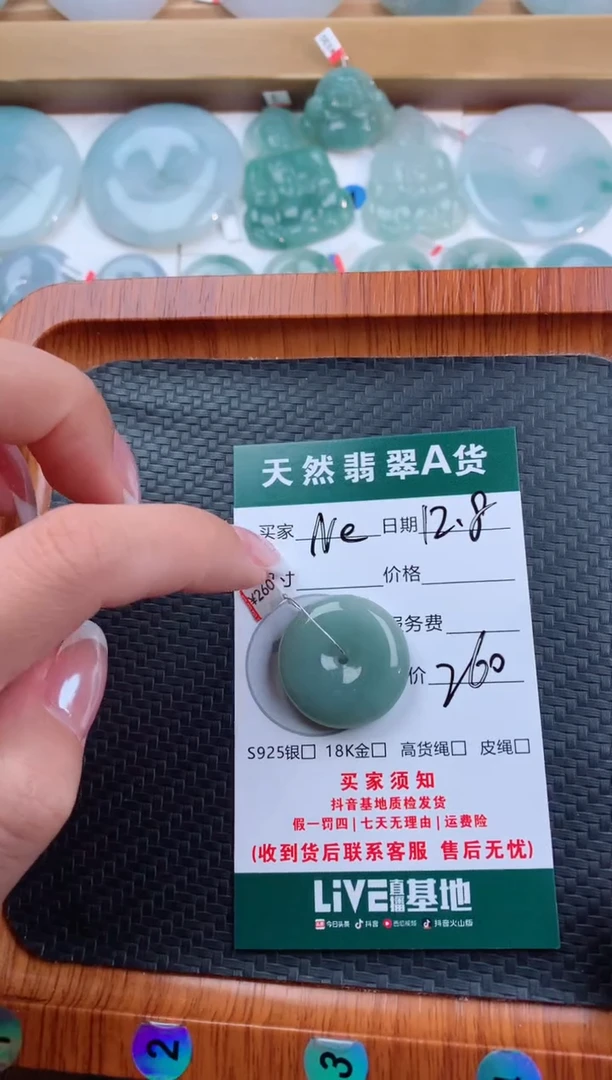 天然翡翠A货
买家 Ne 日期 12.8
寸 价格
¥260
服务费
价 260
S925银□ 18K金□ 高货绳□ 皮绳□
买家须知
抖音基地质检发货
假一罚四|七天无理由|运费险
(收到货后联系客服 售后无忧)
LiVE直播基地
今日头条 抖音 西瓜视频 抖音火山版
2
3